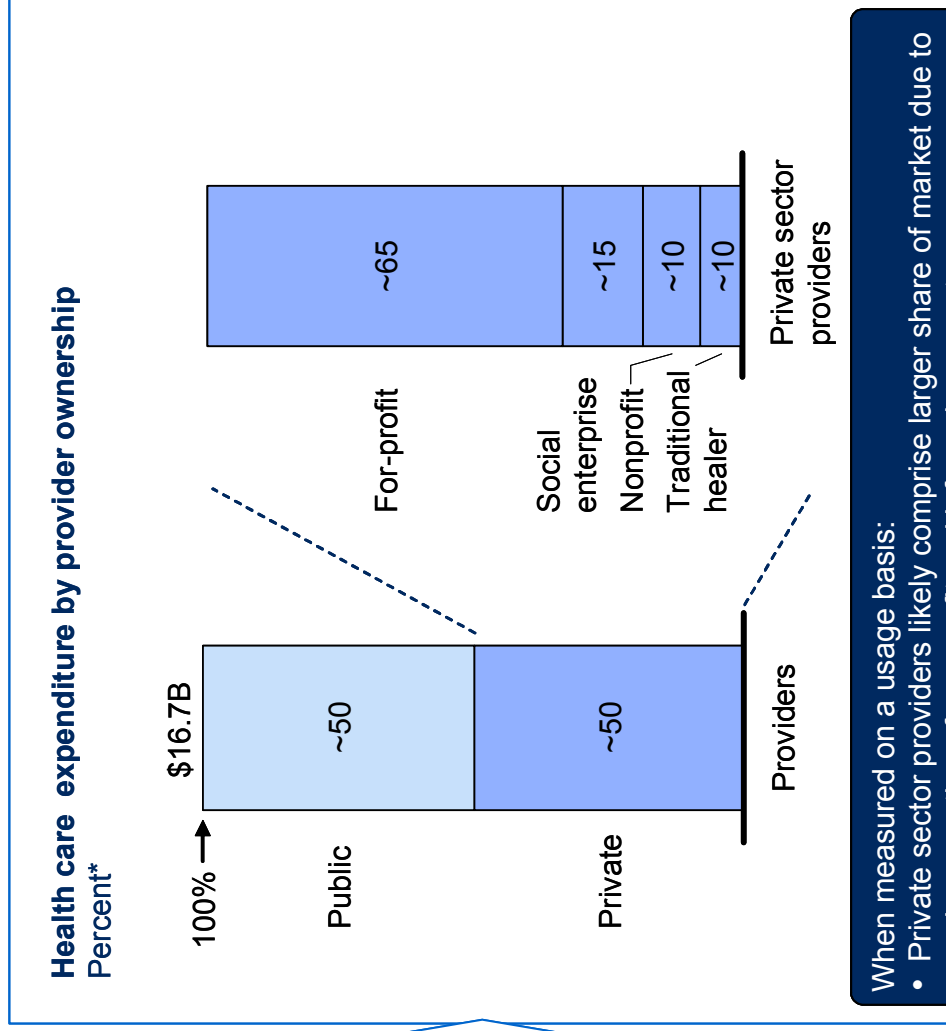 Health care expenditure by provider ownership
Percent*
100%
$16.7B
Public
~50
Private
~50
Providers
For-profit
~65
Social
enterprise
~15
Nonprofit
~10
Traditional
healer
~10
Private sector
providers
When measured on a usage basis:
• Private sector providers likely comprise larger share of market due to